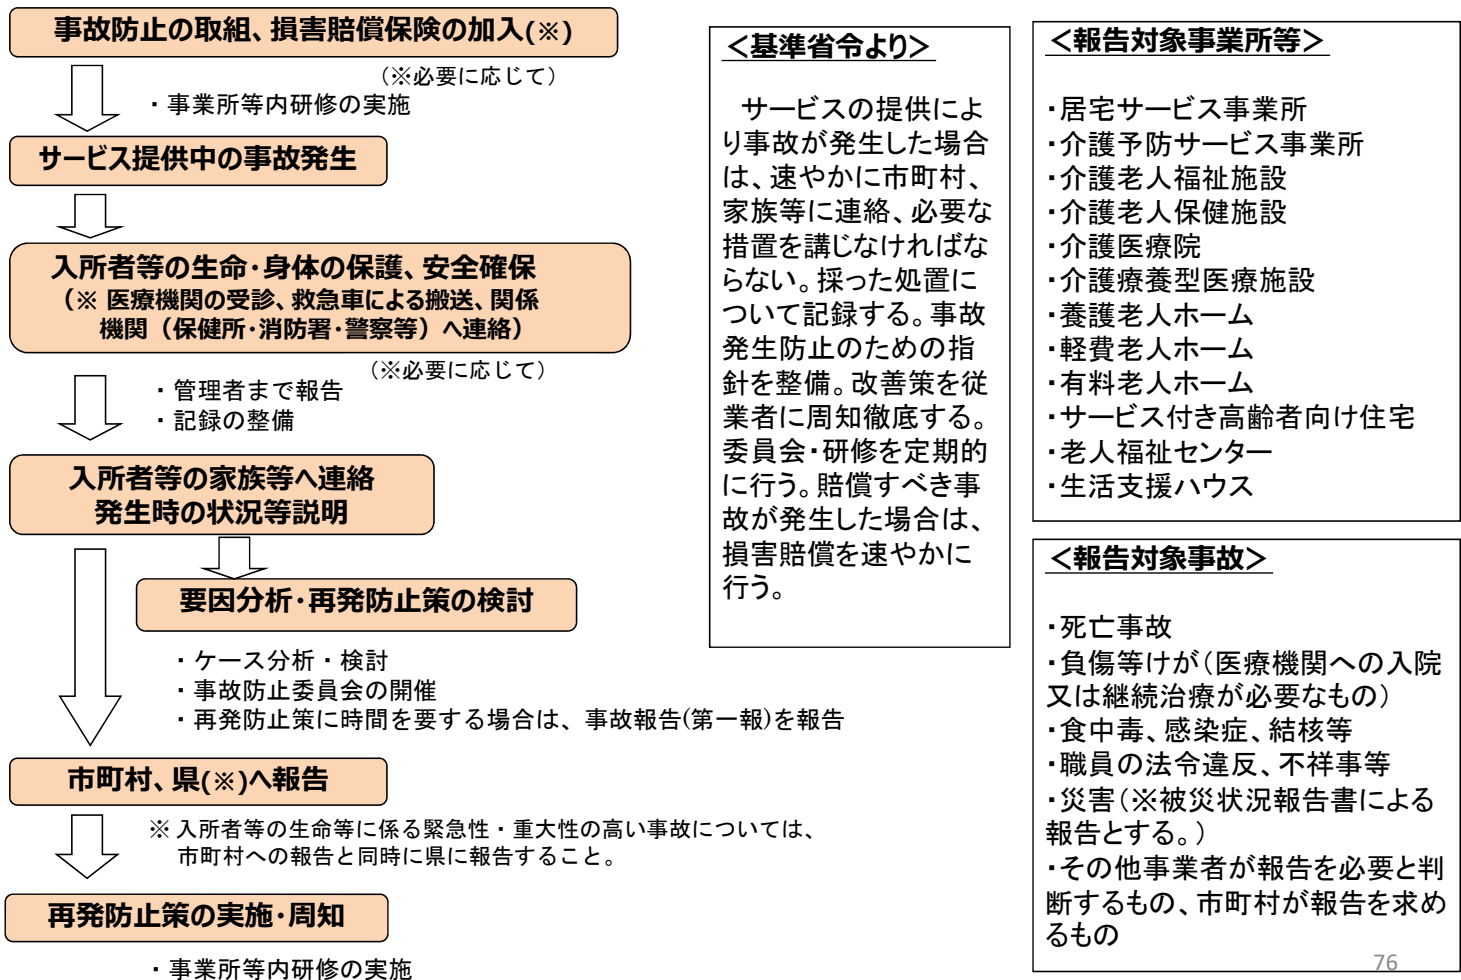 事故防止の取組、損害賠償保険の加入(※)
（※必要に応じて）
・事業所等内研修の実施
サービス提供中の事故発生
入所者等の生命・身体の保護、安全確保
（※ 医療機関の受診、救急車による搬送、関係
機関（保健所・消防署・警察等）へ連絡）
（※必要に応じて）
・管理者まで報告
・記録の整備
入所者等の家族等へ連絡
発生時の状況等説明
要因分析・再発防止策の検討
・ケース分析・検討
・事故防止委員会の開催
・再発防止策に時間を要する場合は、事故報告(第一報)を報告
市町村、県(※)へ報告
※ 入所者等の生命等に係る緊急性・重大性の高い事故については、
市町村への報告と同時に県に報告すること。
再発防止策の実施・周知
・事業所等内研修の実施
＜基準省令より＞
サービスの提供によ
り事故が発生した場合
は、速やかに市町村、
家族等に連絡、必要な
措置を講じなければな
らない。採った処置に
ついて記録する。事故
発生防止のための指
針を整備。改善策を従
業者に周知徹底する。
委員会・研修を定期的
に行う。賠償すべき事
故が発生した場合は、
損害賠償を速やかに
行う。
＜報告対象事業所等＞
・居宅サービス事業所
・介護予防サービス事業所
・介護老人福祉施設
・介護老人保健施設
・介護医療院
・介護療養型医療施設
・養護老人ホーム
・軽費老人ホーム
・有料老人ホーム
・サービス付き高齢者向け住宅
・老人福祉センター
・生活支援ハウス
＜報告対象事故＞
・死亡事故
・負傷等けが（医療機関への入院
又は継続治療が必要なもの）
・食中毒、感染症、結核等
・職員の法令違反、不祥事等
・災害（※被災状況報告書による
報告とする。）
・その他事業者が報告を必要と判
断するもの、市町村が報告を求め
るもの
76